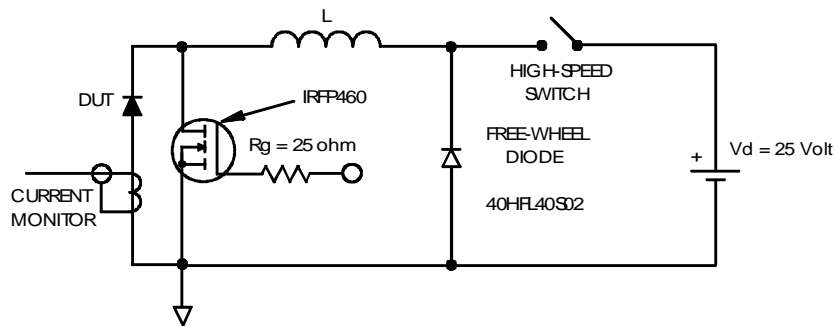 L
HIGH-SPEED
SWITCH
DUT
IRFP460
Rg = 25 ohm
FREE-WHEEL
DIODE
40HFL40S02
+
Vd = 25 Volt
CURRENT
MONITOR